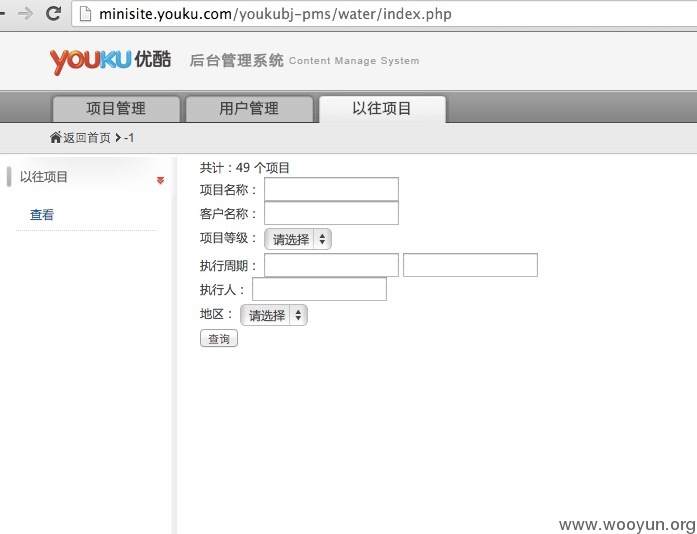 minisite.youku.com/youkubj-pms/water/index.php
YOUKU 优酷 后台管理系统 Content Manage System
项目管理 用户管理 以往项目
返回首页 > -1
以往项目
查看
共计：49 个项目
项目名称：
客户名称：
项目等级： 请选择
执行周期：
执行人：
地区： 请选择
查询
www.wooyun.org